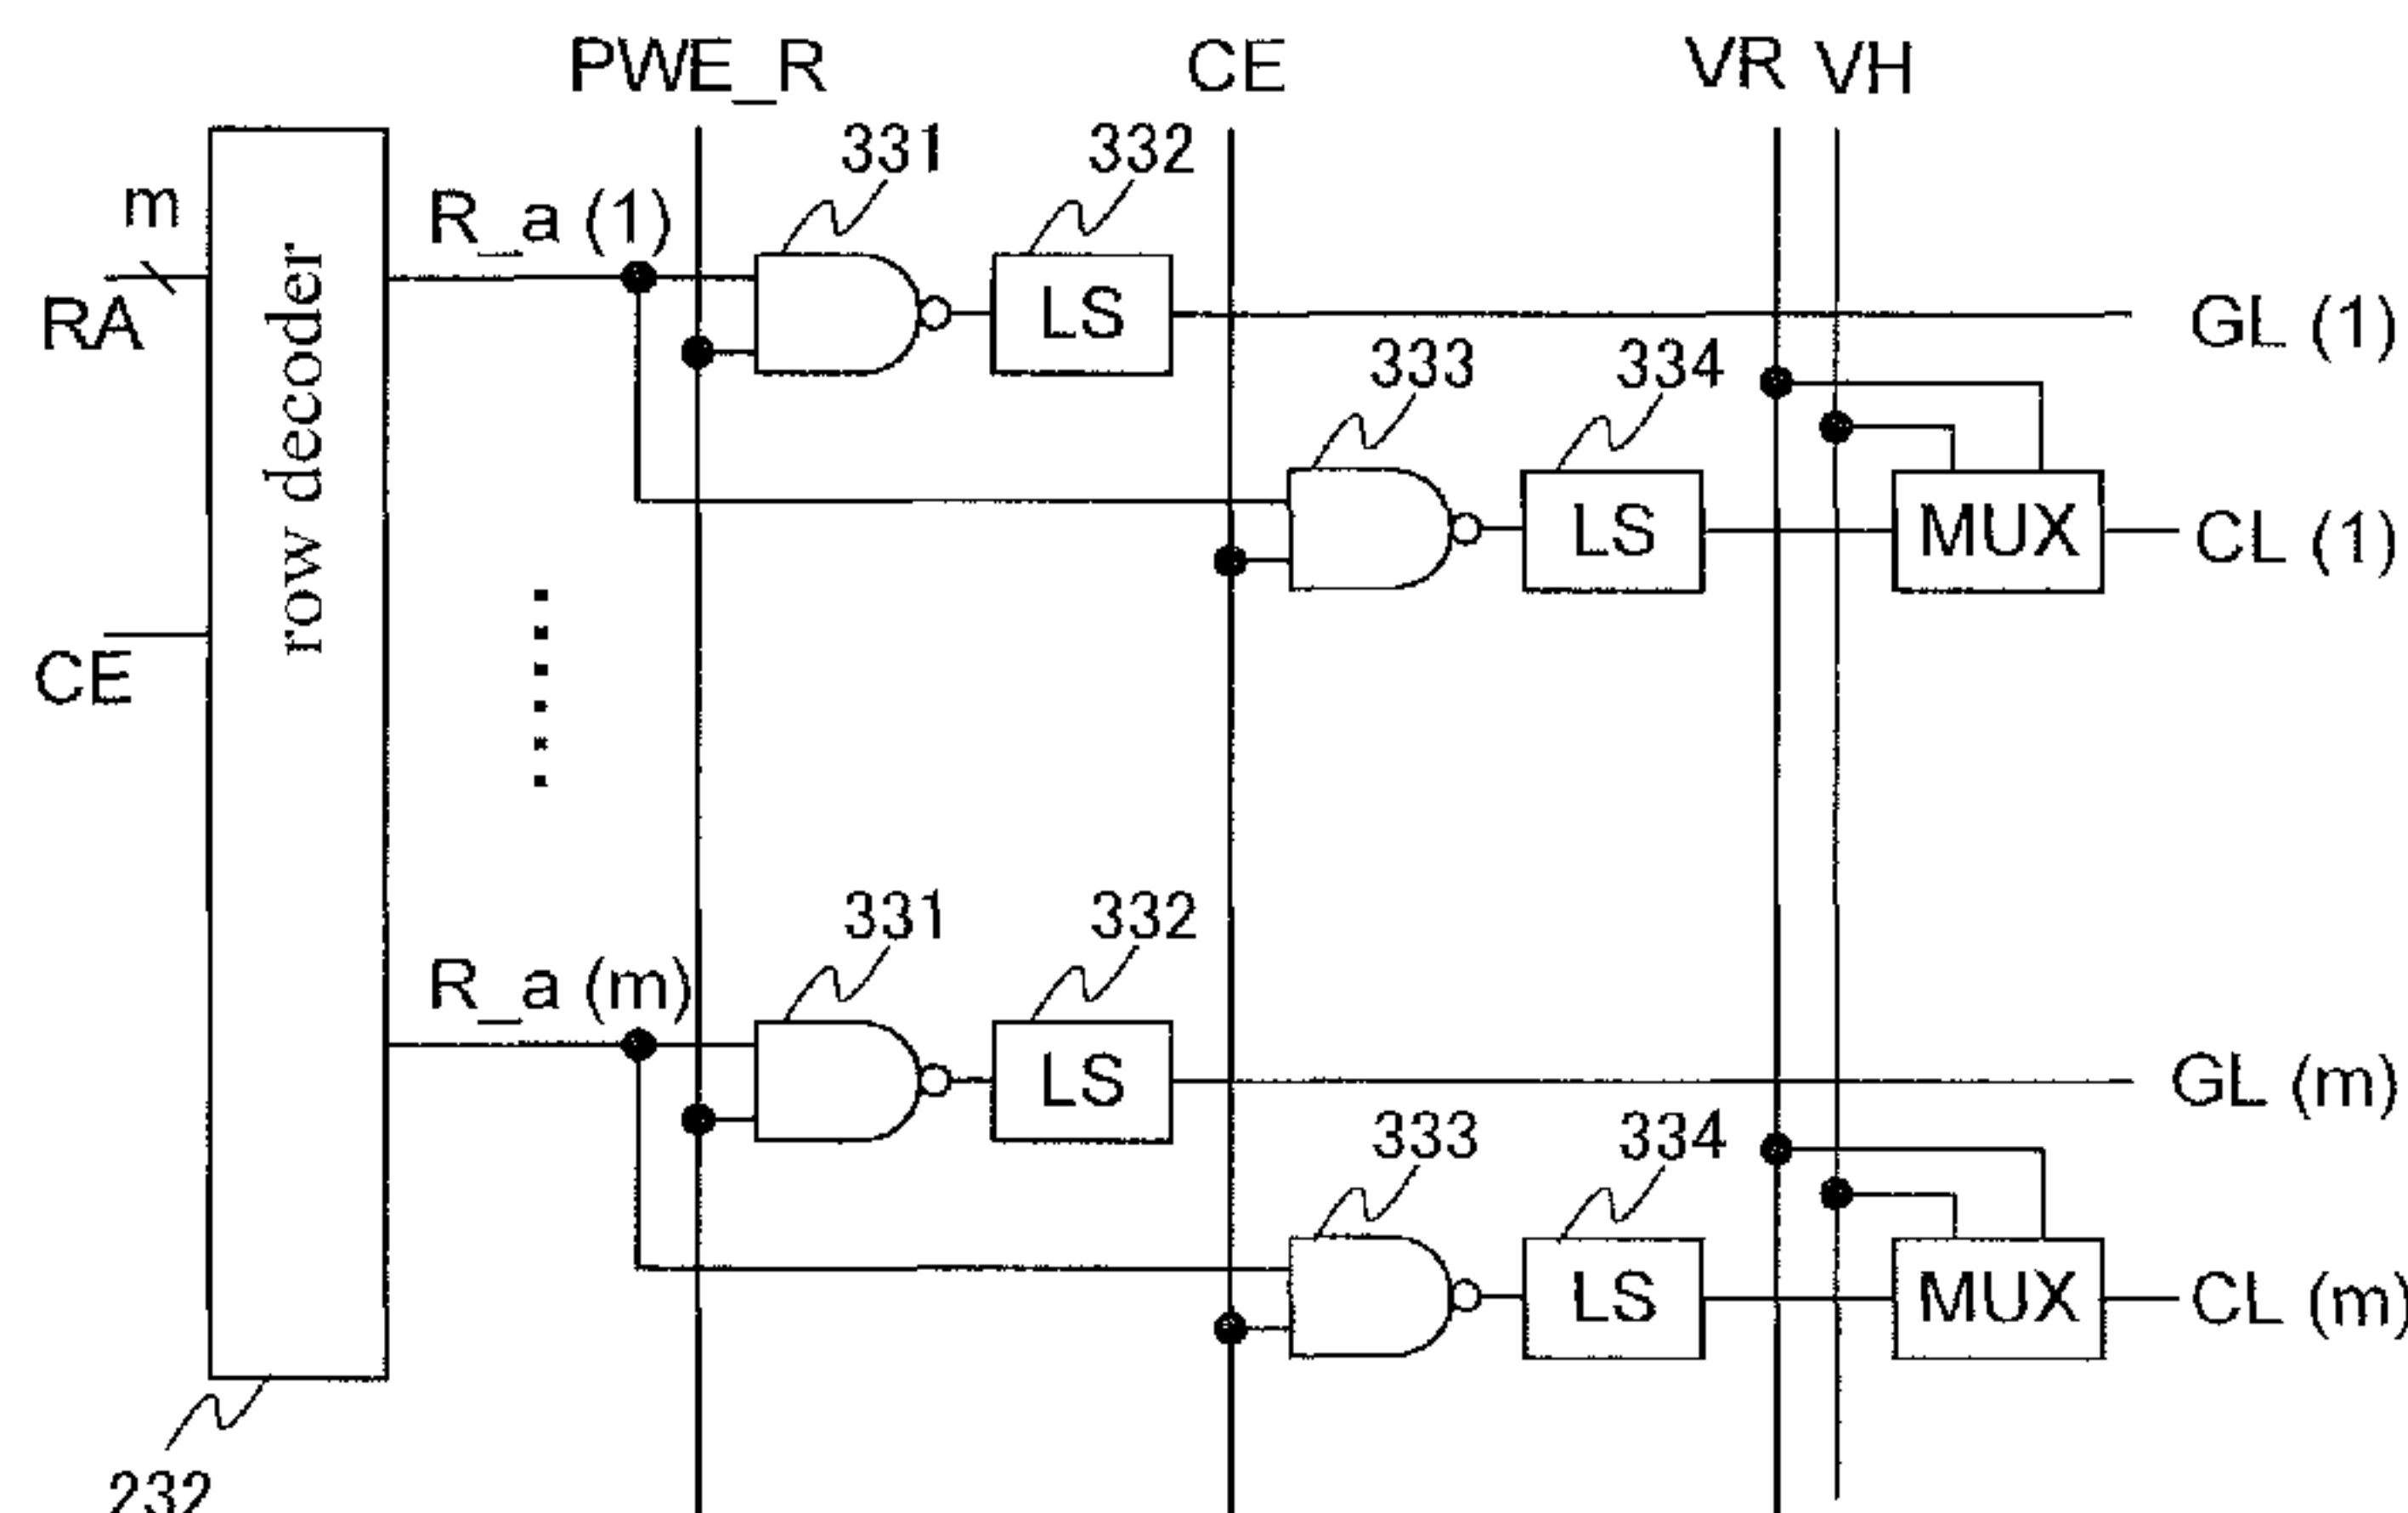 PWE_R CE VR VH
331 332
m R_a (1)
RA LS GL (1)
row decoder
333 334
LS MUX CL (1)
CE
331 332
R_a (m)
LS GL (m)
333 334
LS MUX CL (m)
232